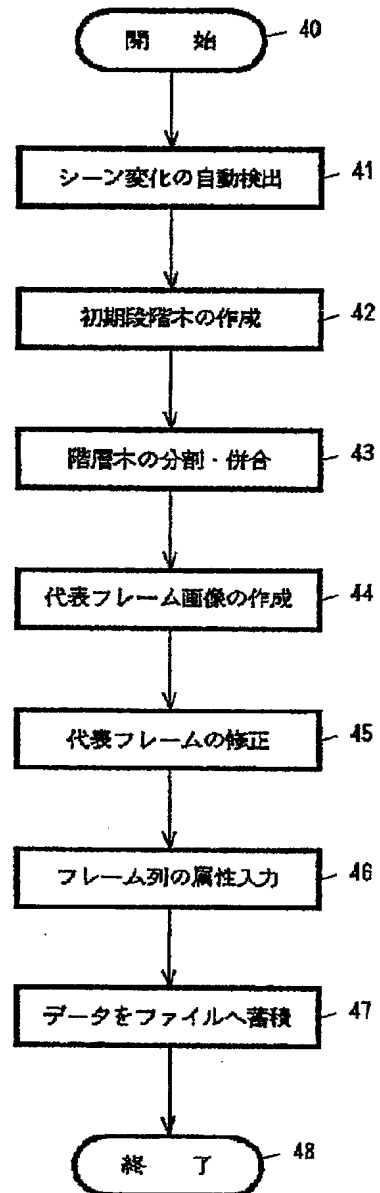 開 始 40
シーン変化の自動検出 41
初期段階木の作成 42
階層木の分割・併合 43
代表フレーム画像の作成 44
代表フレームの修正 45
フレーム列の属性入力 46
データをファイルへ蓄積 47
終 了 48